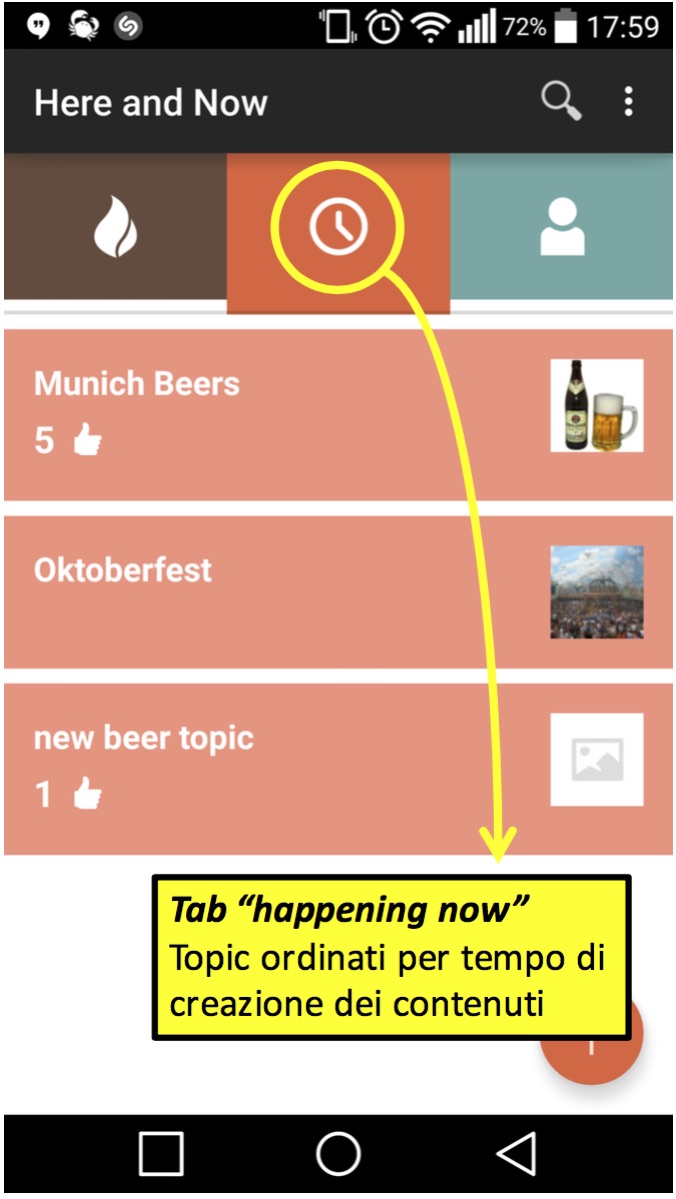 72% 17:59
Here and Now
Munich Beers
5
Oktoberfest
new beer topic
1
Tab “happening now”
Topic ordinati per tempo di
creazione dei contenuti